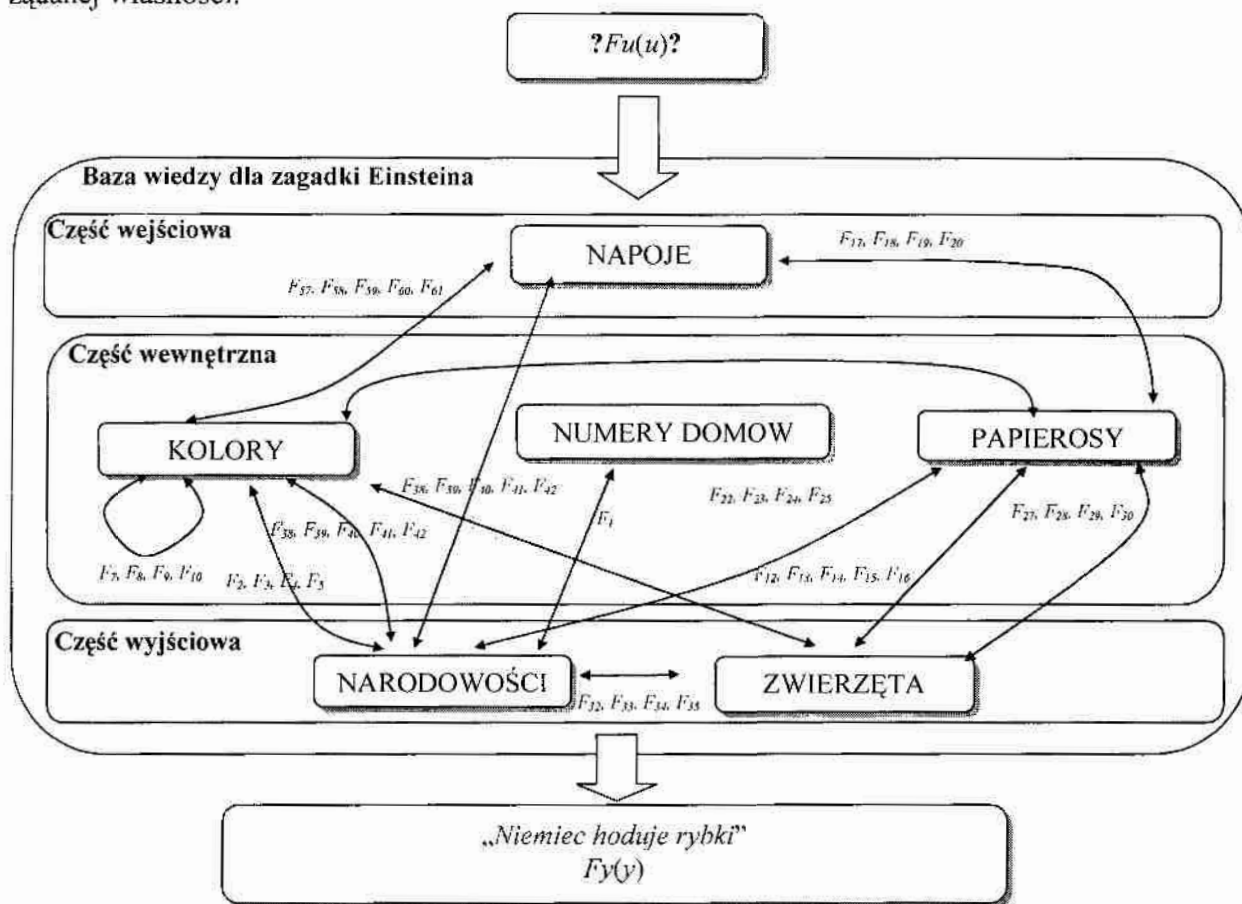 żądanej własności.
?Fu(u)?
Baza wiedzy dla zagadki Einsteina
Część wejściowa
NAPOJE
F17, F18, F19, F20
F57, F58, F59, F60, F61
Część wewnętrzna
KOLORY
NUMERY DOMOW
PAPIEROSY
F38, F39, F40, F41, F42
F22, F23, F24, F25
F1
F27, F28, F29, F30
F38, F39, F40, F41, F42
F7, F8, F9, F10
F2, F3, F4, F5
F12, F13, F14, F15, F16
Część wyjściowa
NARODOWOŚCI
ZWIERZĘTA
F32, F33, F34, F35
„Niemiec hoduje rybki”
Fy(y)